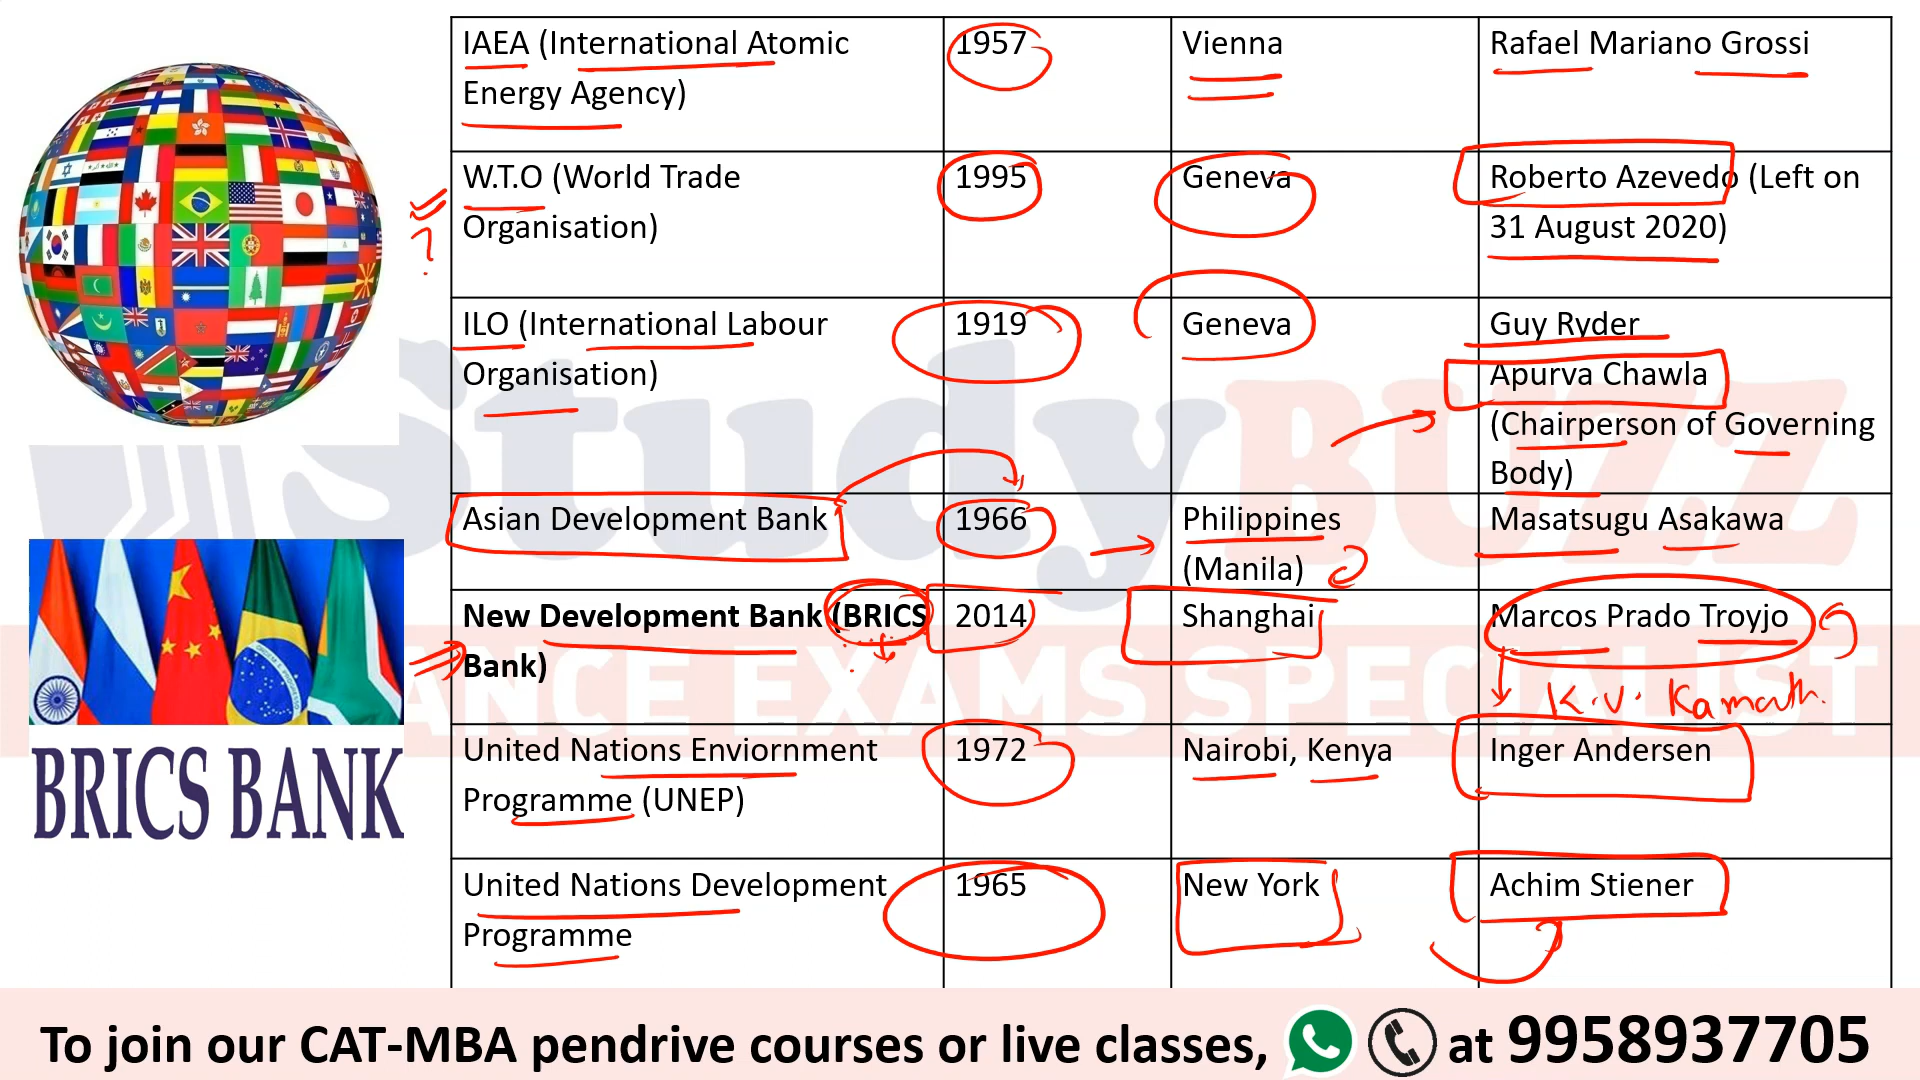 IAEA (International Atomic
Energy Agency)
1957
Vienna
Rafael Mariano Grossi
W.T.O (World Trade
Organisation)
1995
Geneva
Roberto Azevedo (Left on
31 August 2020)
?
ILO (International Labour
Organisation)
1919
Geneva
Guy Ryder
Apurva Chawla
(Chairperson of Governing
Body)
StudyBUZZ
Asian Development Bank
1966
Philippines
(Manila)
Masatsugu Asakawa
New Development Bank (BRICS
Bank)
2014
Shanghai
Marcos Prado Troyjo
K.V. Kamath.
ANCE EXAMS SPECIALIST
BRICS BANK
United Nations Enviornment
Programme (UNEP)
1972
Nairobi, Kenya
Inger Andersen
United Nations Development
Programme
1965
New York
Achim Stiener
To join our CAT-MBA pendrive courses or live classes, at 9958937705